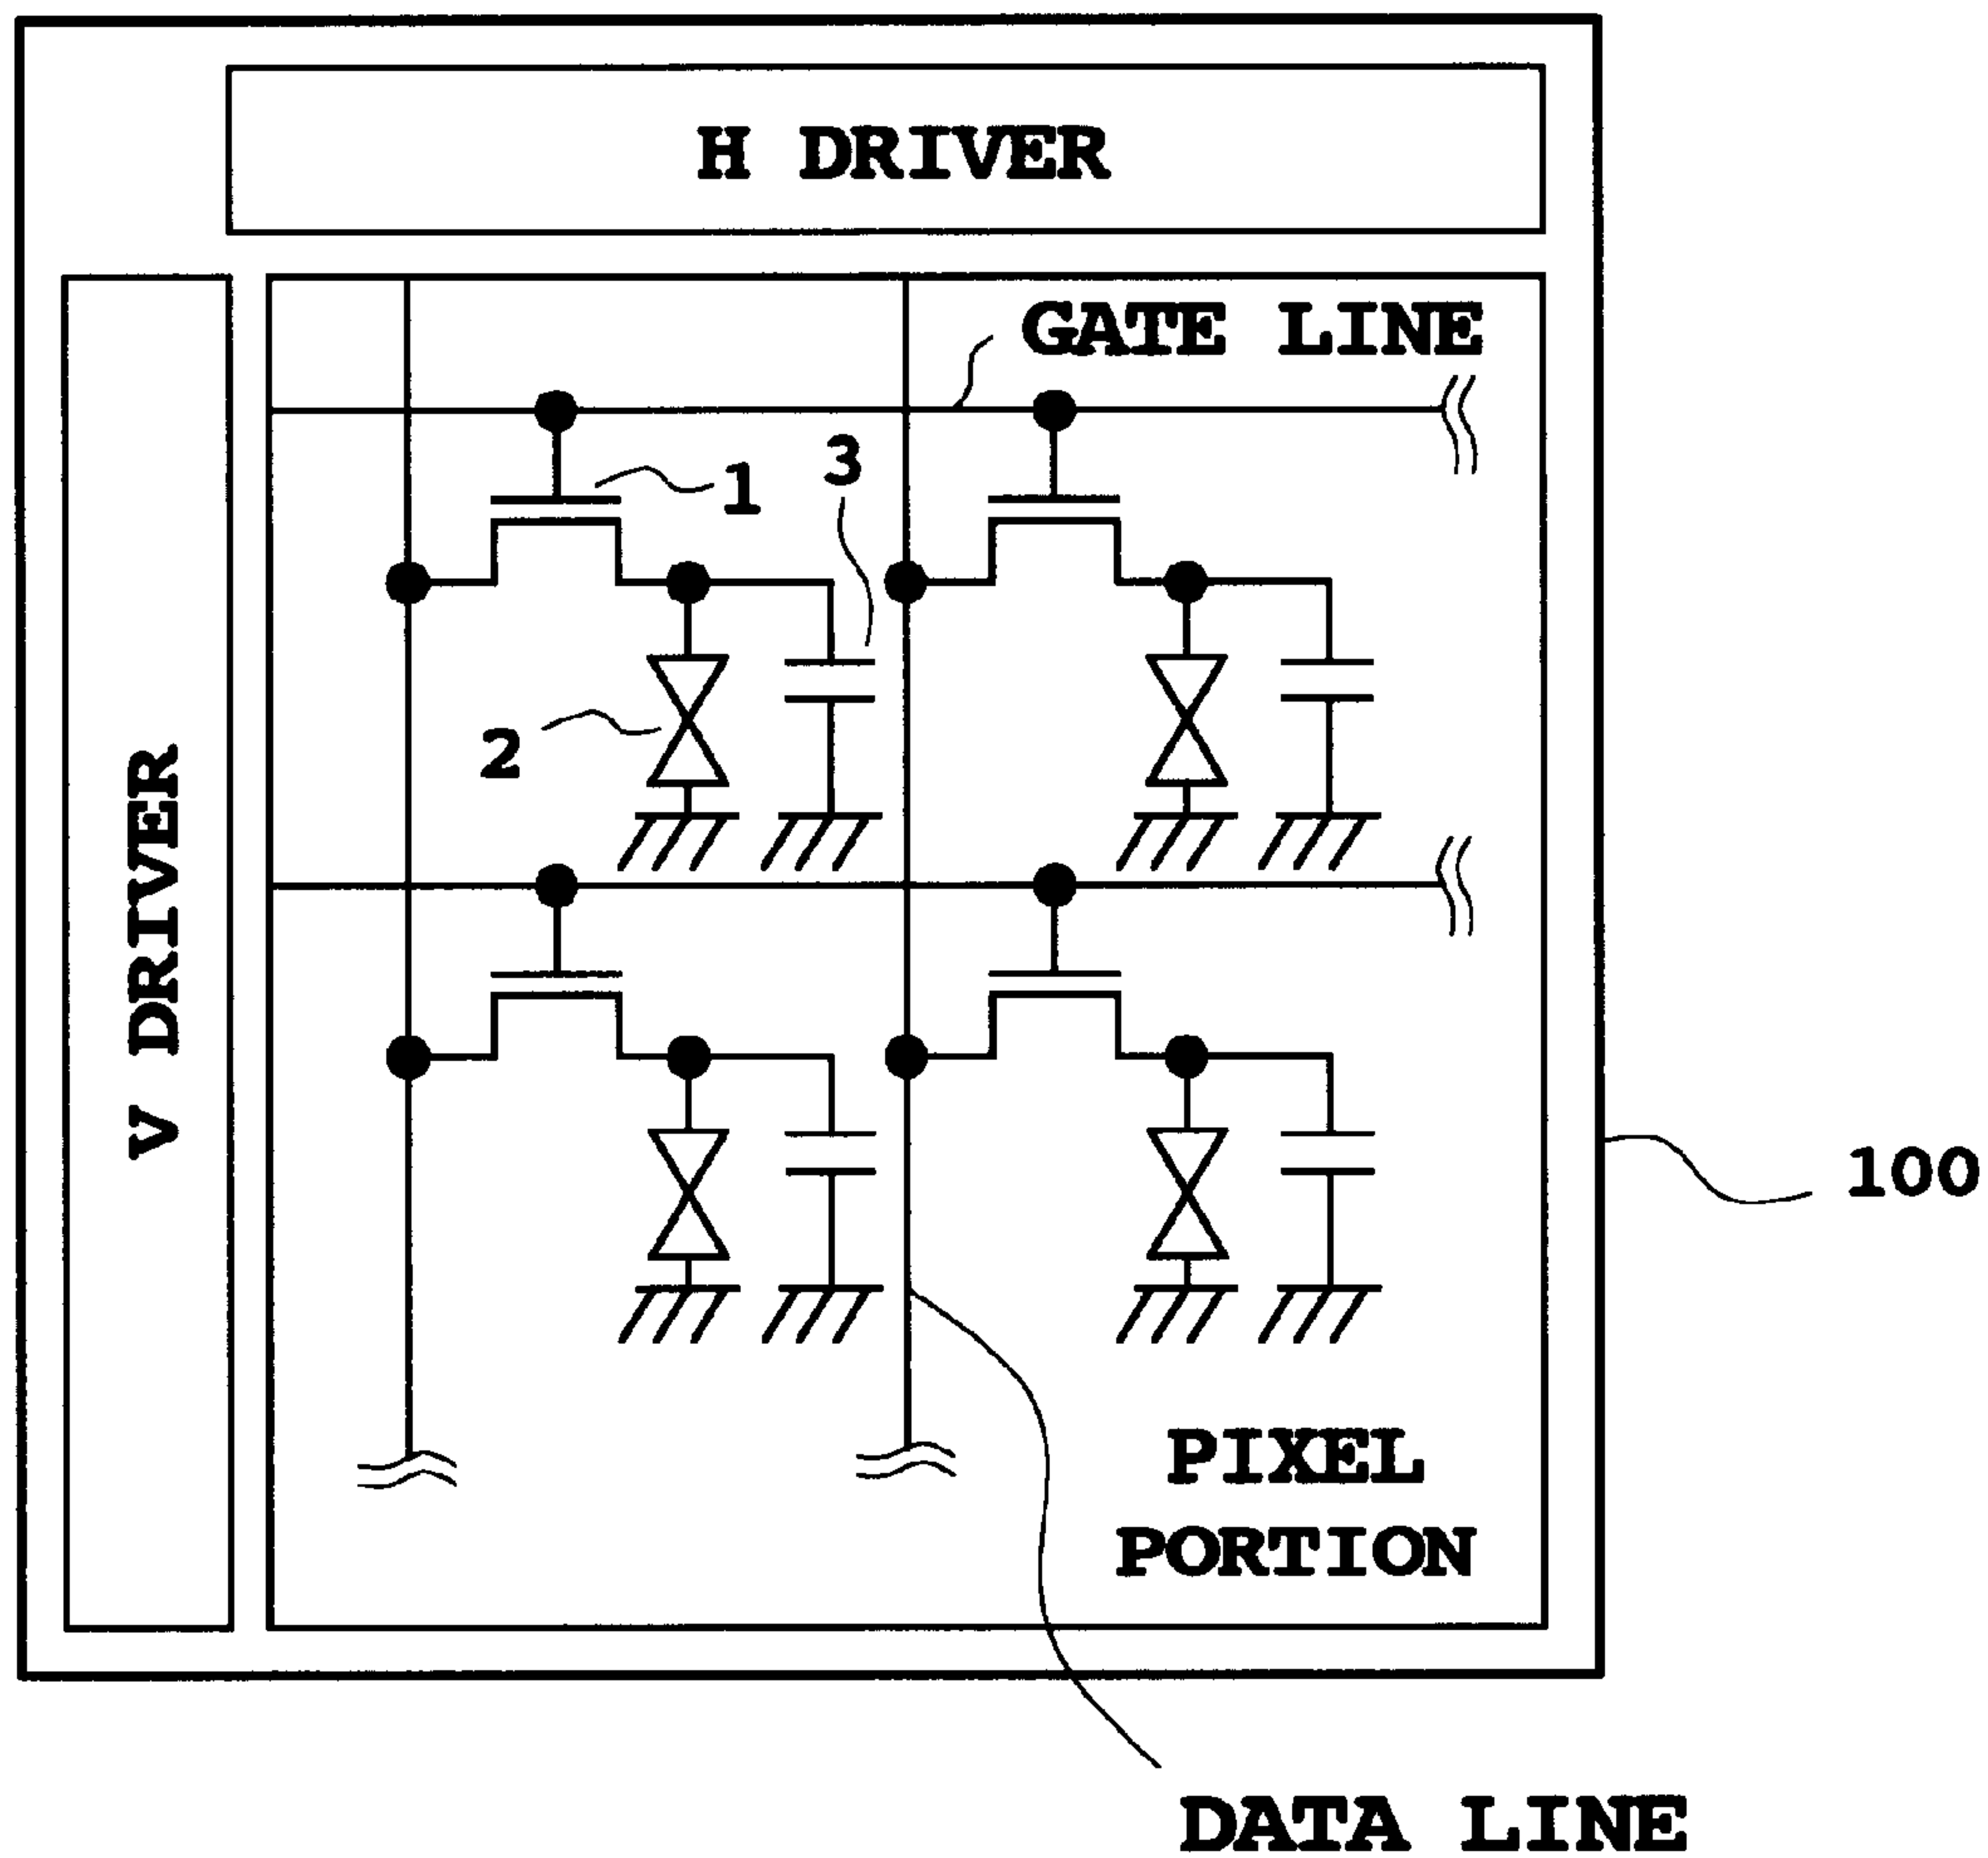 H DRIVER
GATE LINE
1
3
2
V DRIVER
100
PIXEL
PORTION
DATA LINE